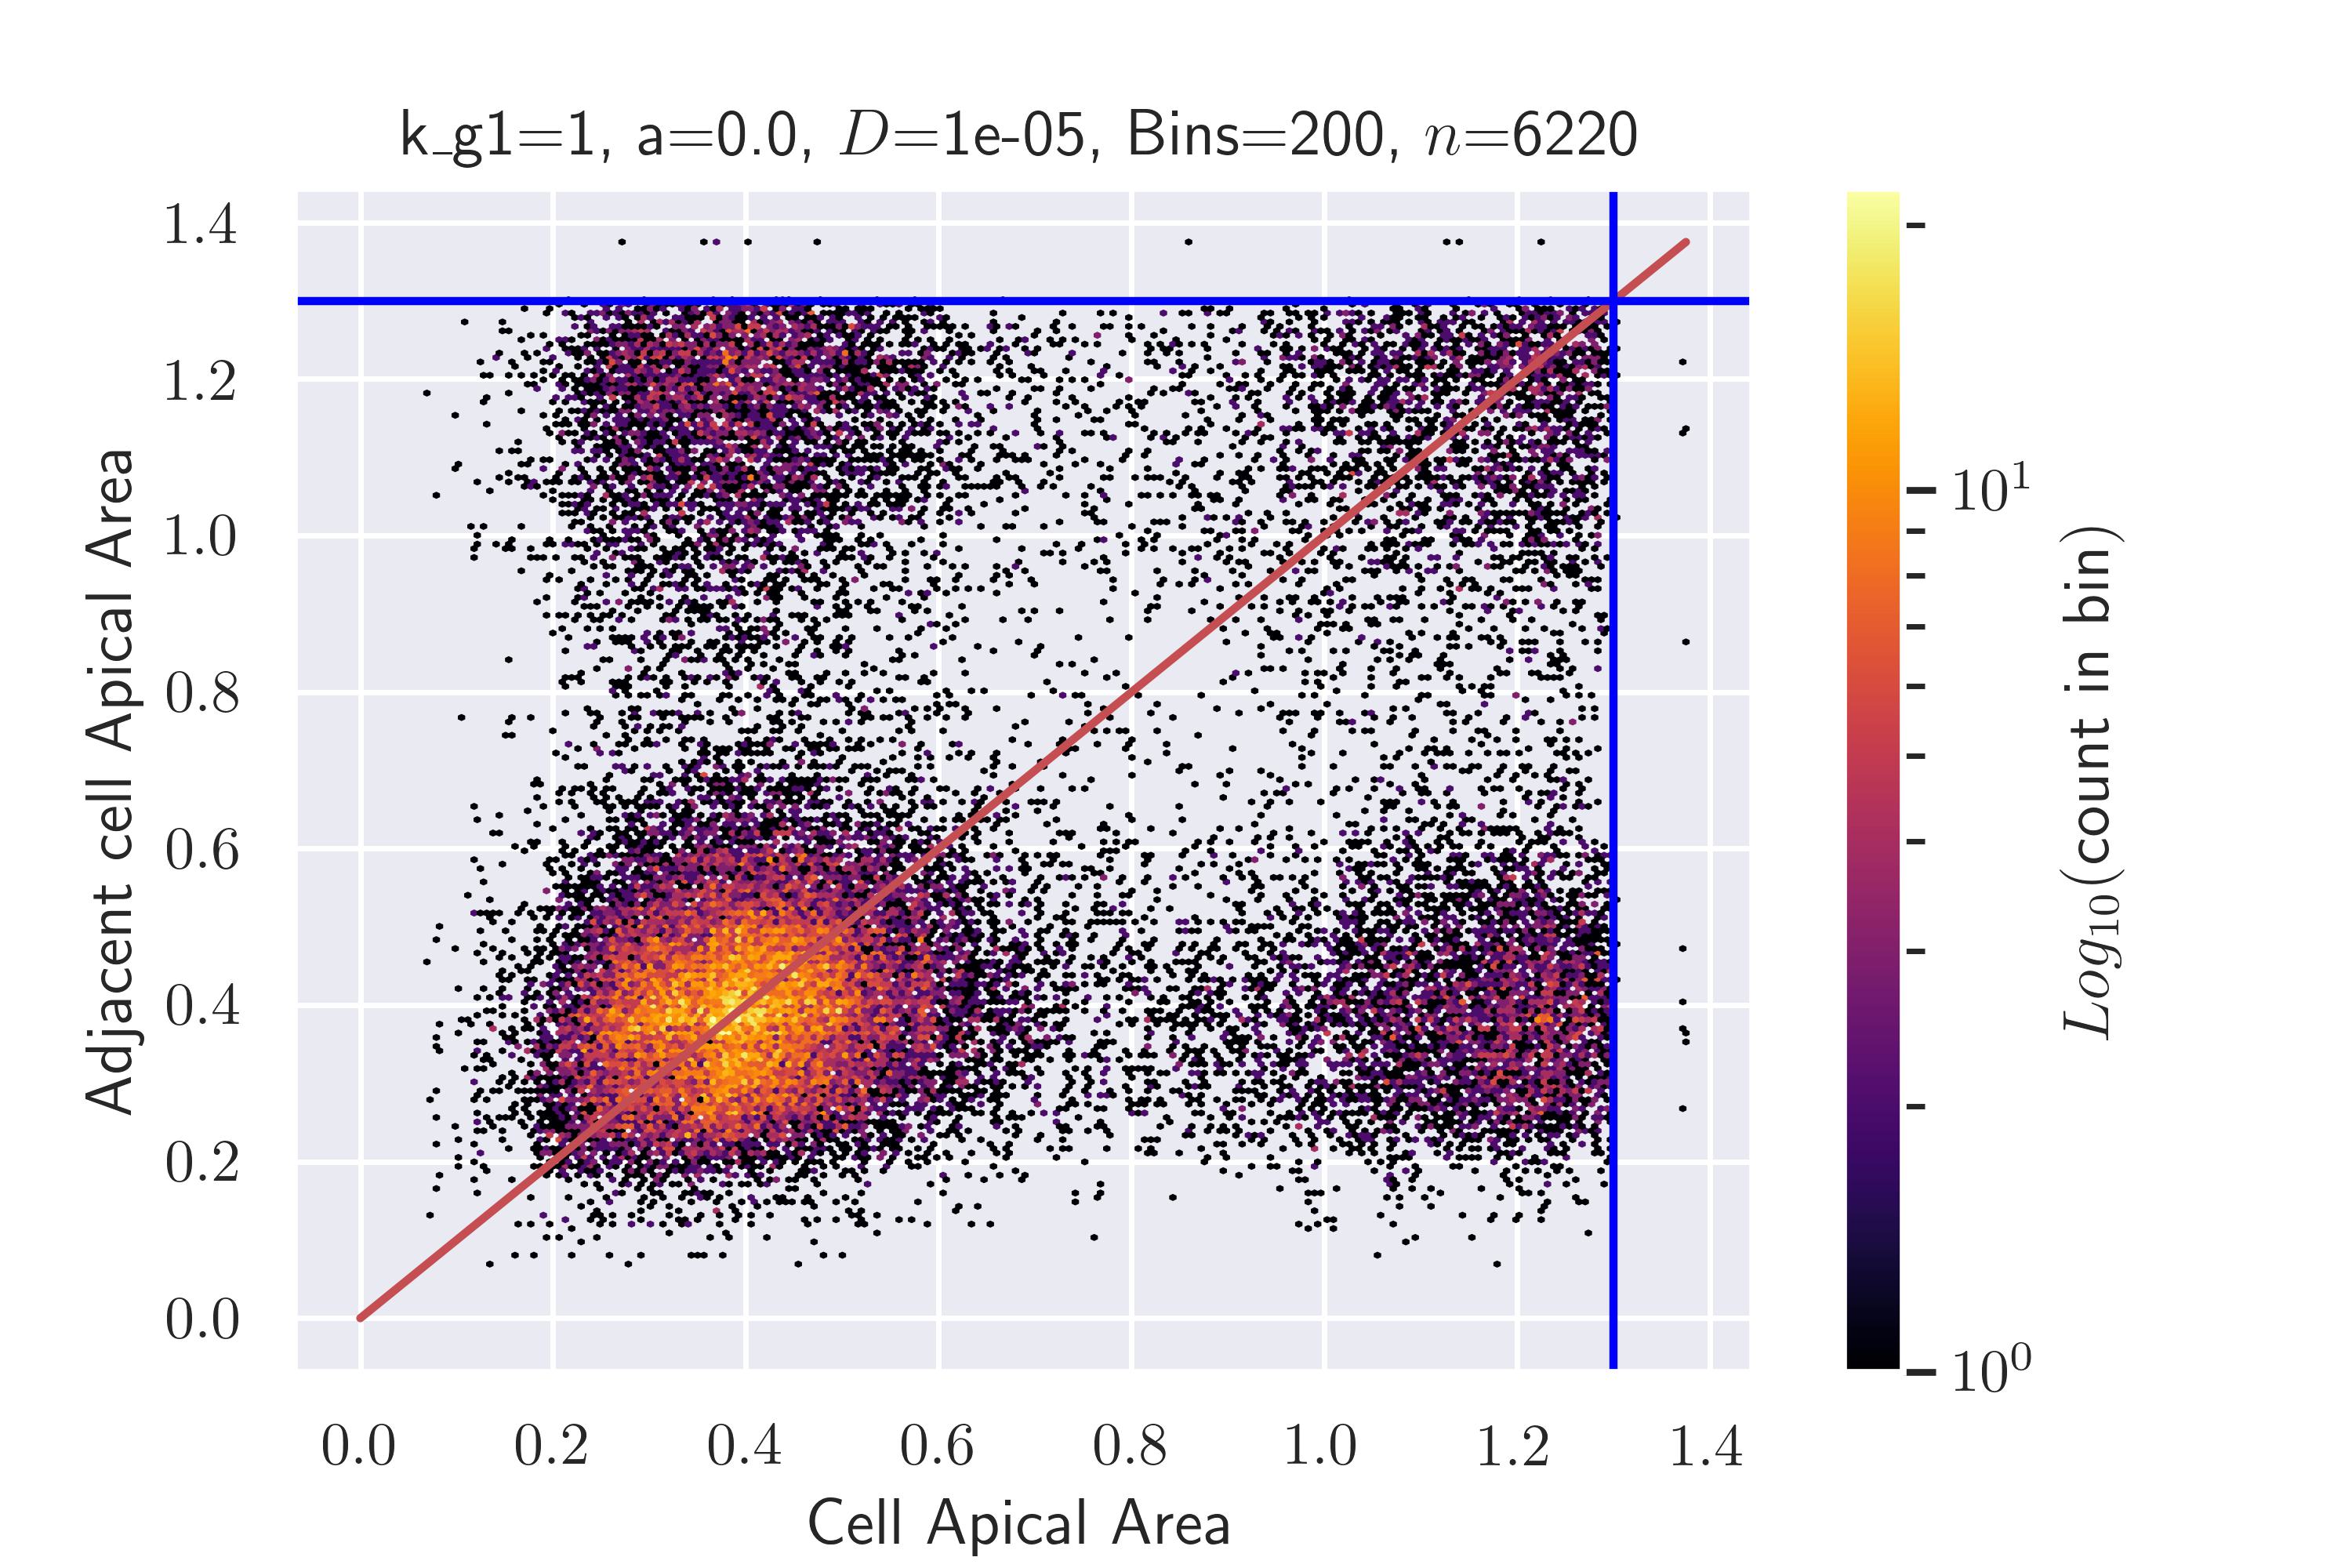 k_g1=1, a=0.0, D=1e-05, Bins=200, n=6220
1.4
1.2
1.0
0.8
0.6
0.4
0.2
0.0
Adjacent cell Apical Area
0.0 0.2 0.4 0.6 0.8 1.0 1.2 1.4
Cell Apical Area
10¹
10⁰
Log₁₀(count in bin)